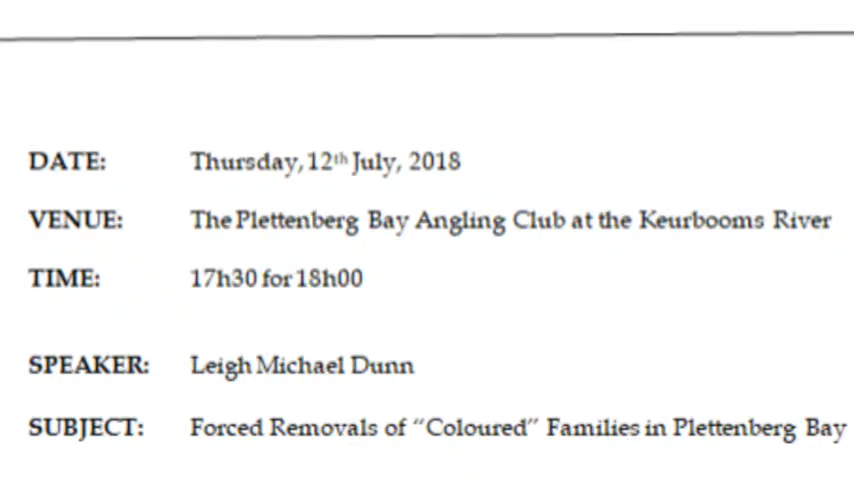 DATE: Thursday, 12th July, 2018
VENUE: The Plettenberg Bay Angling Club at the Keurbooms River
TIME: 17h30 for 18h00
SPEAKER: Leigh Michael Dunn
SUBJECT: Forced Removals of “Coloured” Families in Plettenberg Bay